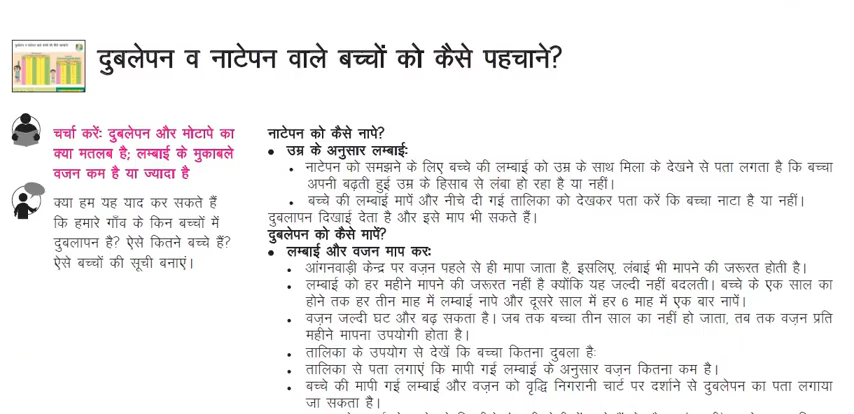 दुबलेपन व नाटेपन वाले बच्चों को कैसे पहचाने?
चर्चा करेंः दुबलेपन और मोटापे का
क्या मतलब है; लम्बाई के मुकाबले
वजन कम है या ज्यादा है
क्या हम यह याद कर सकते हैं
कि हमारे गाँव के किन बच्चों में
दुबलापन है? ऐसे कितने बच्चे हैं?
ऐसे बच्चों की सूची बनाएं।
नाटेपन को कैसे नापे?
• उम्र के अनुसार लम्बाईः
• नाटेपन को समझने के लिए बच्चे की लम्बाई को उम्र के साथ मिला के देखने से पता लगता है कि बच्चा
अपनी बढ़ती हुई उम्र के हिसाब से लंबा हो रहा है या नहीं।
• बच्चे की लम्बाई मापें और नीचे दी गई तालिका को देखकर पता करें कि बच्चा नाटा है या नहीं।
दुबलापन दिखाई देता है और इसे माप भी सकते हैं।
दुबलेपन को कैसे मापें?
• लम्बाई और वजन माप करः
• आंगनवाड़ी केन्द्र पर वज़न पहले से ही मापा जाता है, इसलिए, लंबाई भी मापने की जरूरत होती है।
• लम्बाई को हर महीने मापने की जरूरत नहीं है क्योंकि यह जल्दी नहीं बदलती। बच्चे के एक साल का
होने तक हर तीन माह में लम्बाई नापे और दूसरे साल में हर 6 माह में एक बार नापें।
• वज़न जल्दी घट और बढ़ सकता है। जब तक बच्चा तीन साल का नहीं हो जाता, तब तक वज़न प्रति
महीने मापना उपयोगी होता है।
• तालिका के उपयोग से देखें कि बच्चा कितना दुबला हैः
• तालिका से पता लगाएं कि मापी गई लम्बाई के अनुसार वज़न कितना कम है।
• बच्चे की मापी गई लम्बाई और वज़न को वृद्धि निगरानी चार्ट पर दर्शाने से दुबलेपन का पता लगाया
जा सकता है।